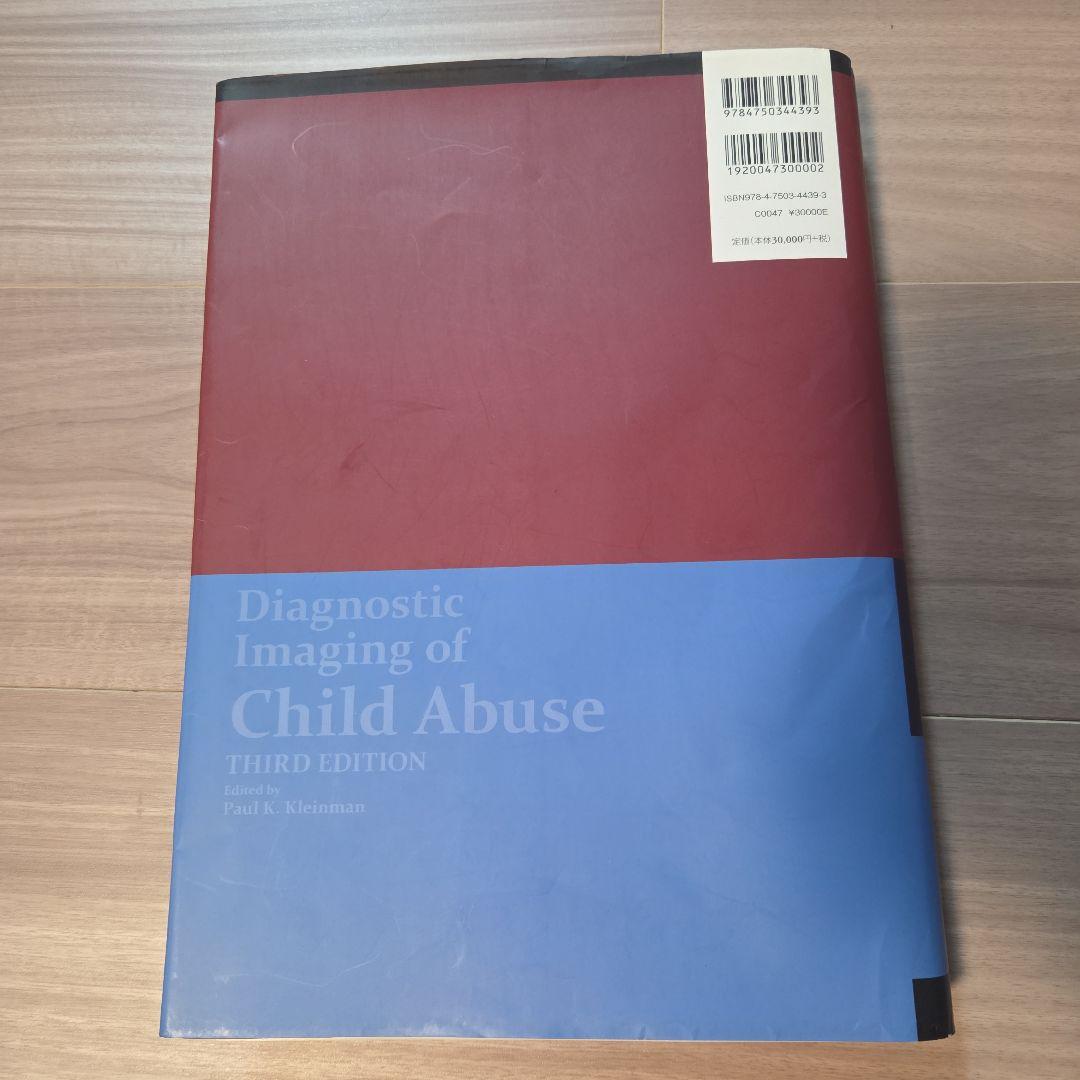 9784750344393
1920047300002
ISBN978-4-7503-4439-3
C0047 ¥30000E
定価(本体30,000円+税)
Diagnostic
Imaging of
Child Abuse
THIRD EDITION
Edited by
Paul K. Kleinman